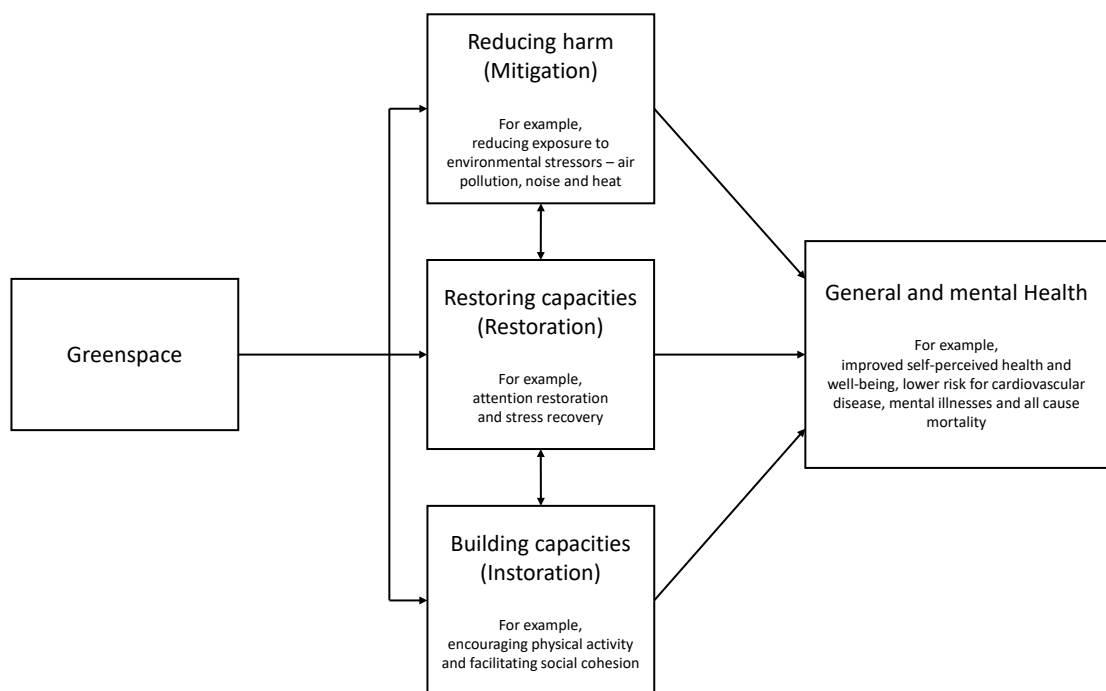 Greenspace
Reducing harm
(Mitigation)
For example,
reducing exposure to
environmental stressors – air
pollution, noise and heat
Restoring capacities
(Restoration)
For example,
attention restoration
and stress recovery
Building capacities
(Instoration)
For example,
encouraging physical activity
and facilitating social cohesion
General and mental Health
For example,
improved self-perceived health and
well-being, lower risk for cardiovascular
disease, mental illnesses and all cause
mortality